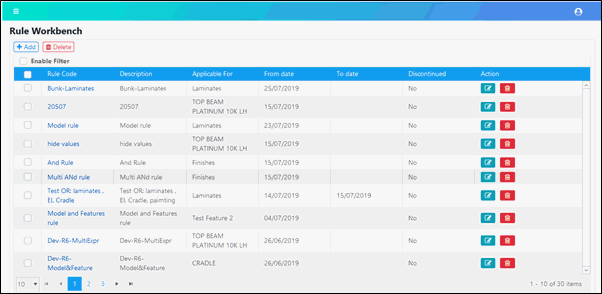 Rule Workbench
Add Delete
Enable Filter
Rule Code Description Applicable For From date To date Discontinued Action
Bunk-Laminates Bunk-Laminates Laminates 25/07/2019 No
20507 20507 TOP BEAM PLATINUM 10K LH 15/07/2019 No
Model rule Model rule Laminates 23/07/2019 No
hide values hide values TOP BEAM PLATINUM 10K LH 15/07/2019 No
And Rule And Rule Finishes 15/07/2019 No
Multi ANd rule Multi ANd rule Finishes 15/07/2019 No
Test OR: laminates , EL Cradle Test OR: laminates , EL Cradle, paimting Laminates 14/07/2019 15/07/2019 No
Model and Features rule Model and Features rule Test Feature 2 04/07/2019 No
Dev-R6-MultiExpr Dev-R6-MultiExpr TOP BEAM PLATINUM 10K LH 26/06/2019 No
Dev-R6-Model&Feature Dev-R6-Model&Feature CRADLE 26/06/2019 No
10 1 2 3 1 - 10 of 30 items